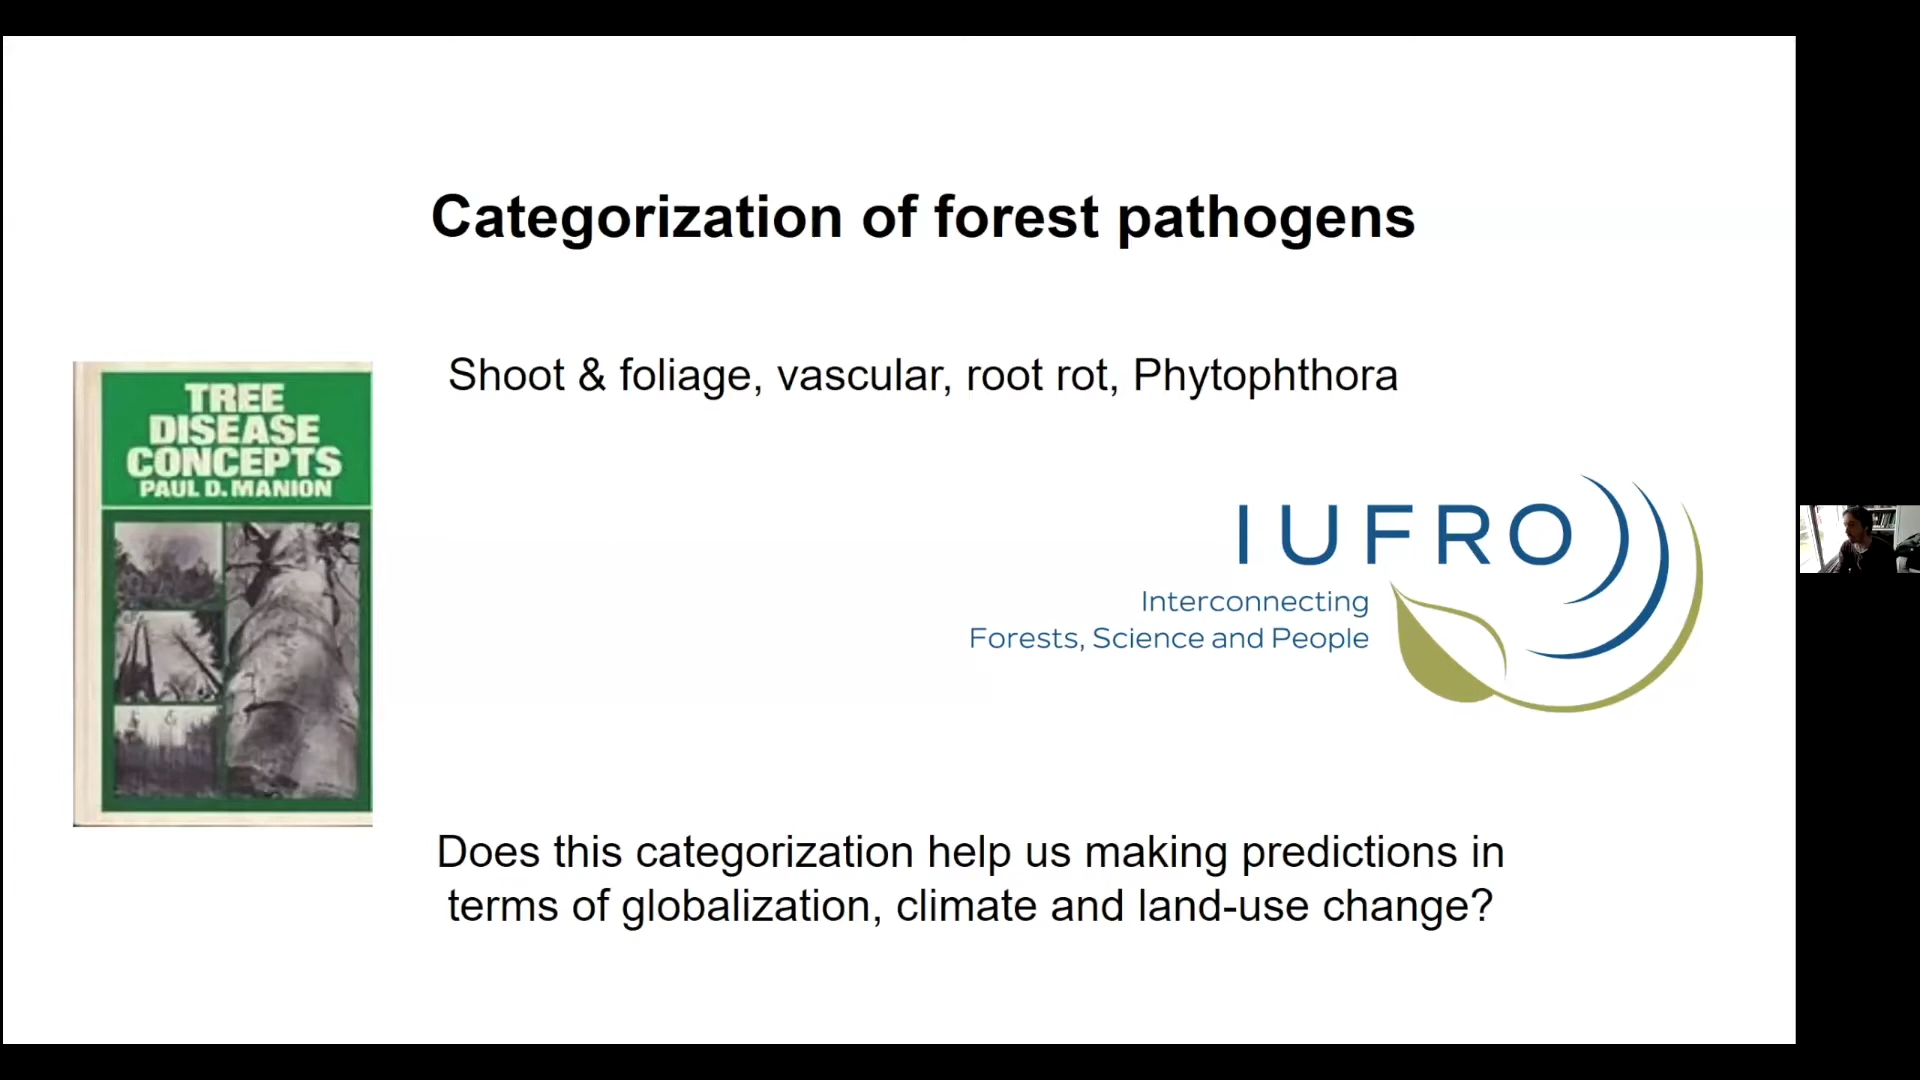 Categorization of forest pathogens
Shoot & foliage, vascular, root rot, Phytophthora
TREE
DISEASE
CONCEPTS
PAUL D. MANION
IUFRO
Interconnecting
Forests, Science and People
Does this categorization help us making predictions in
terms of globalization, climate and land-use change?